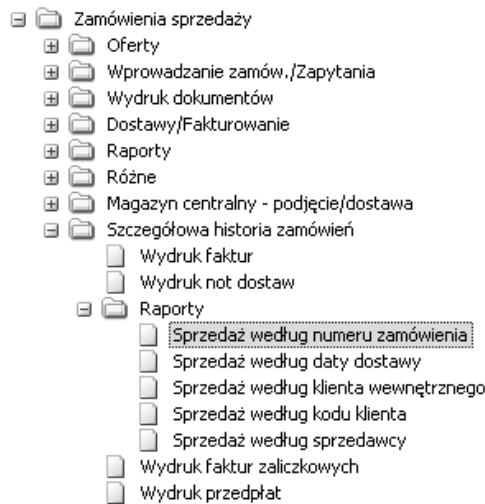 Zamówienia sprzedaży
Oferty
Wprowadzanie zamów./Zapytania
Wydruk dokumentów
Dostawy/Fakturowanie
Raporty
Różne
Magazyn centralny - podjęcie/dostawa
Szczegółowa historia zamówień
Wydruk faktur
Wydruk not dostaw
Raporty
Sprzedaż według numeru zamówienia
Sprzedaż według daty dostawy
Sprzedaż według klienta wewnętrznego
Sprzedaż według kodu klienta
Sprzedaż według sprzedawcy
Wydruk faktur zaliczkowych
Wydruk przedpłat